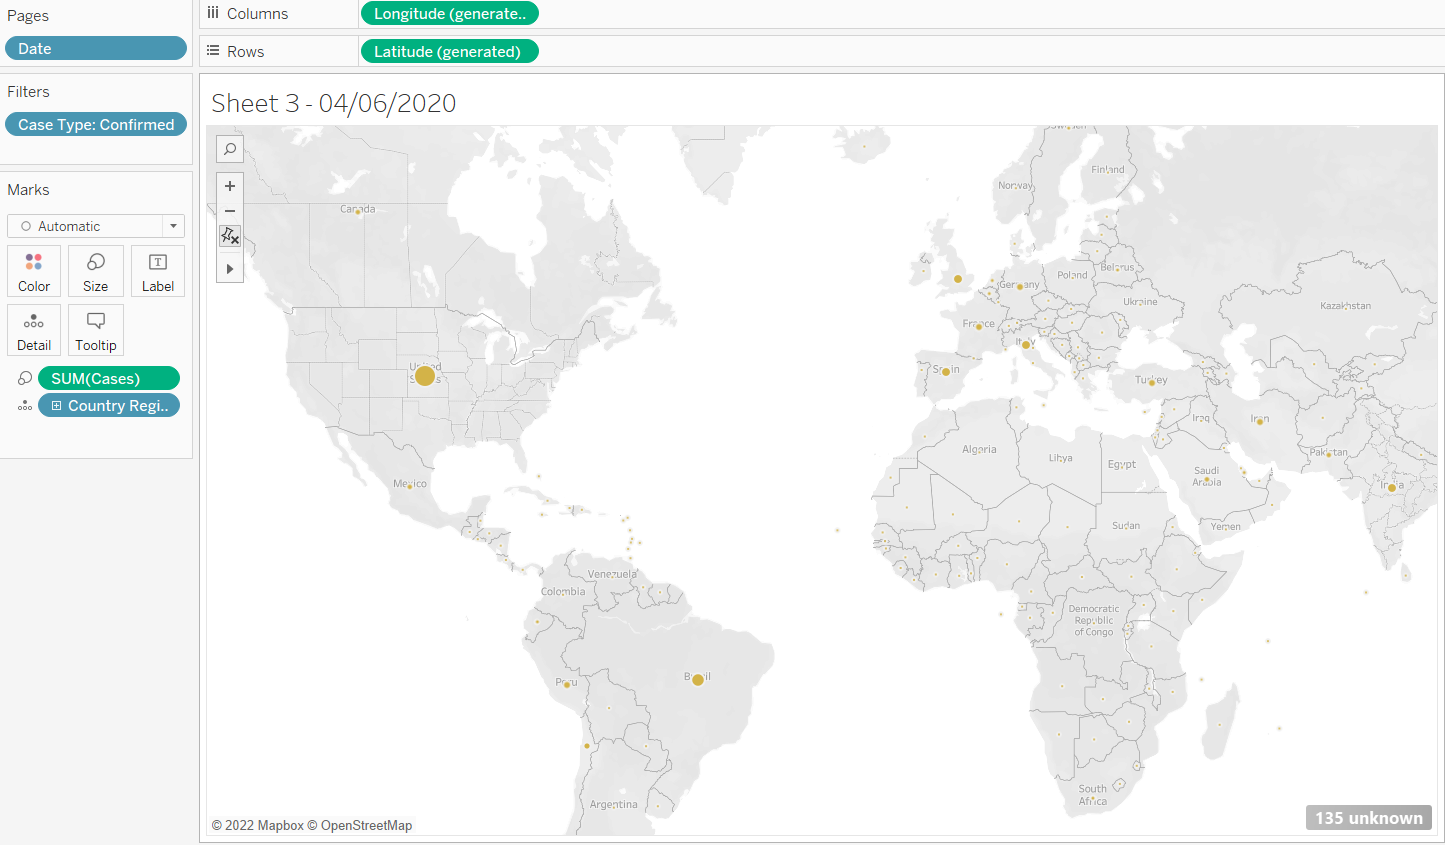 Pages
Date
Filters
Case Type: Confirmed
Marks
Automatic
Color
Size
Label
Detail
Tooltip
SUM(Cases)
Country Regi..
Columns
Longitude (generate..
Rows
Latitude (generated)
Sheet 3 - 04/06/2020
Sweden
Finland
Norway
Canada
Poland
Belarus
Germany
Ukraine
Kazakhstan
France
Italy
United
States
Spain
Turkey
Iraq
Iran
Algeria
Libya
Egypt
Pakistan
Saudi
Arabia
Mexico
India
Sudan
Yemen
Venezuela
Colombia
Democratic
Republic
of Congo
Peru
Brazil
South
Africa
Argentina
© 2022 Mapbox © OpenStreetMap
135 unknown